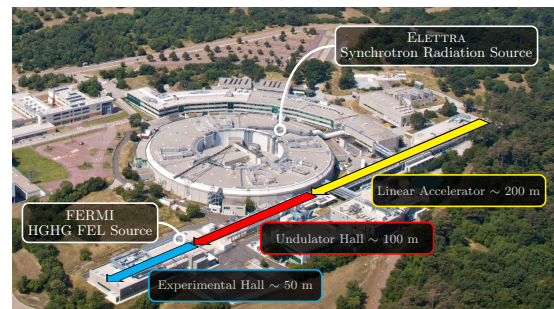 ELETTRA
Synchrotron Radiation Source
Linear Accelerator ~ 200 m
FERMI
HGHG FEL Source
Undulator Hall ~ 100 m
Experimental Hall ~ 50 m